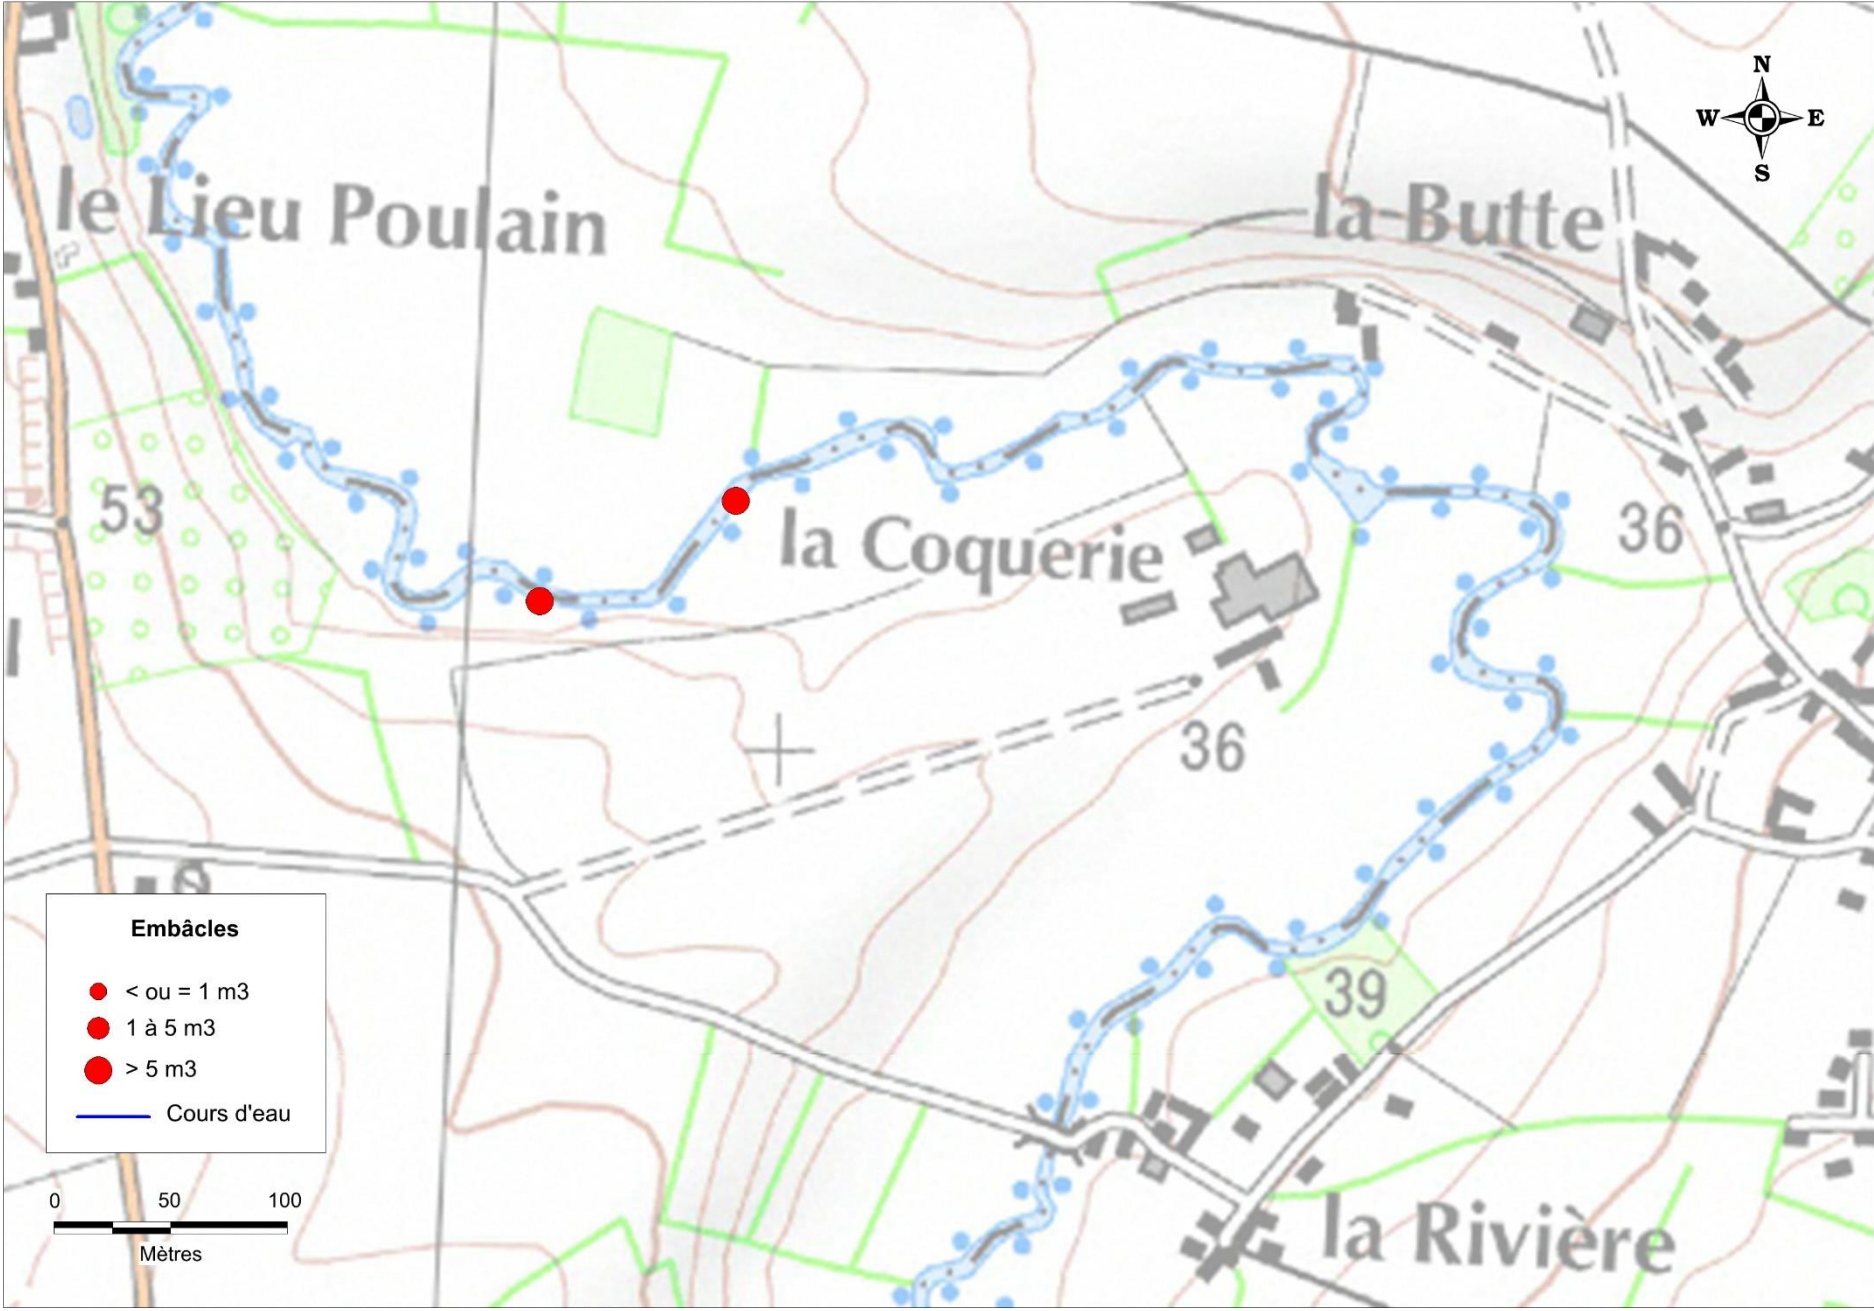 N
W E
S
le Lieu Poulain
la Butte
53
la Coquerie
36
36
39
la Rivière
Embâcles
< ou = 1 m3
1 à 5 m3
> 5 m3
Cours d'eau
0 50 100
Mètres